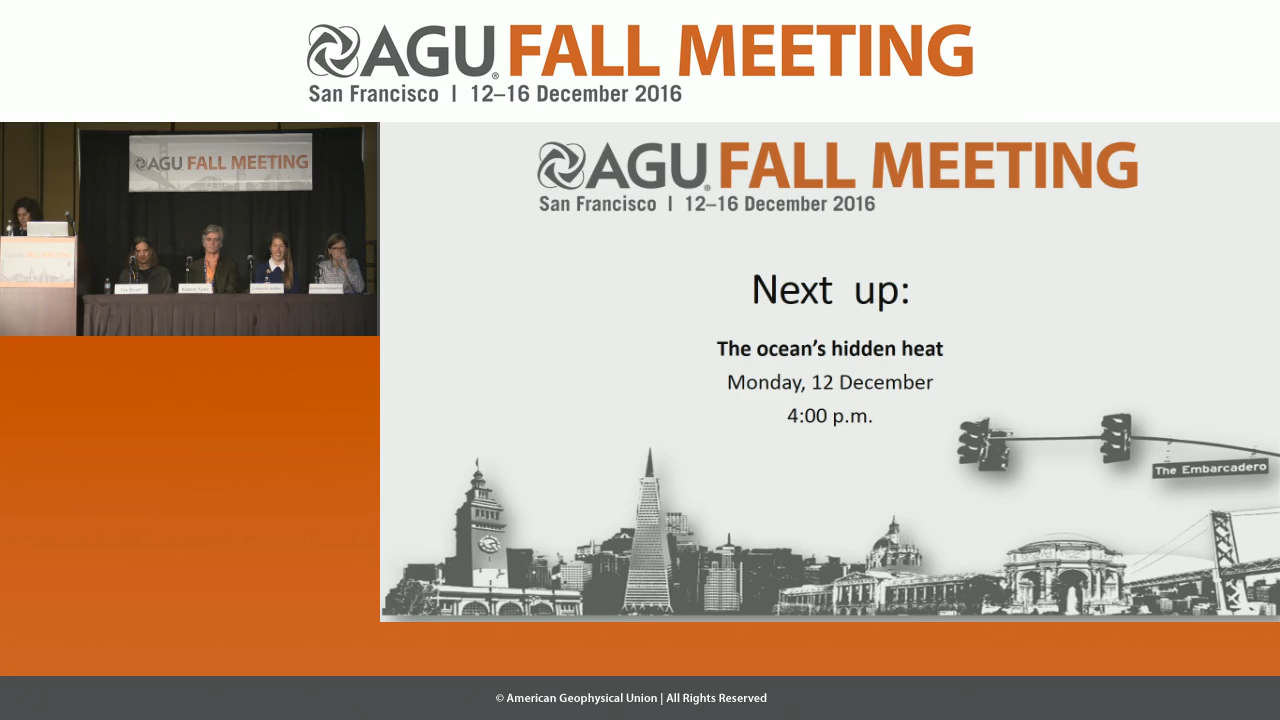 AGU FALL MEETING
San Francisco | 12–16 December 2016
AGU FALL MEETING
AGU FALL MEETING
San Francisco | 12–16 December 2016
Next up:
The ocean's hidden heat
Monday, 12 December
4:00 p.m.
The Embarcadero
© American Geophysical Union | All Rights Reserved